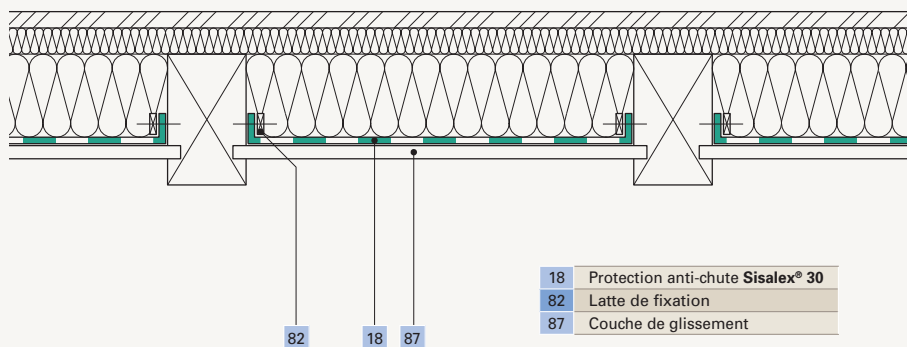 82 18 87
18 Protection anti-chute Sisalex® 30
82 Latte de fixation
87 Couche de glissement